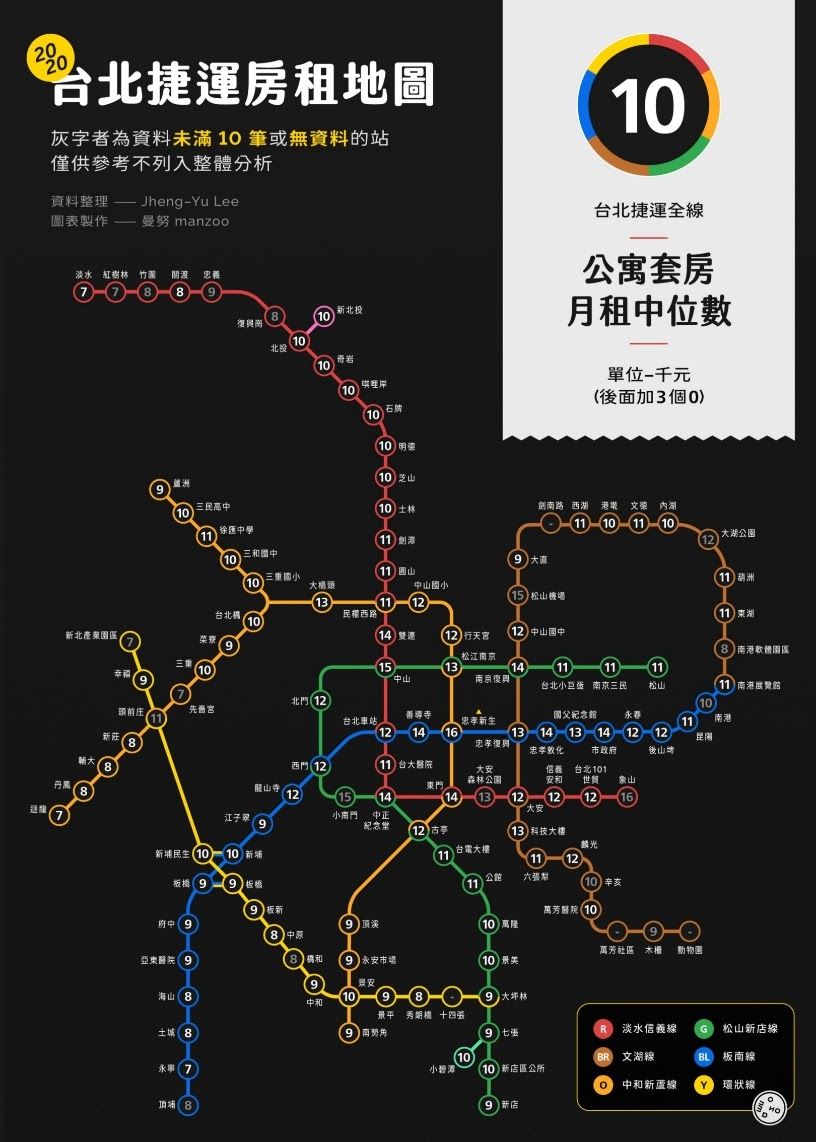 2020
台北捷運房租地圖
灰字者為資料未滿 10 筆或無資料的站
僅供參考不列入整體分析
資料整理 —— Jheng-Yu Lee
圖表製作 —— 曼努 manzoo
10
台北捷運全線
公寓套房
月租中位數
單位-千元
(後面加3個0)
淡水 紅樹林 竹圍 關渡 忠義
7 7 8 8 9
復興崗 8
10 新北投
北投 10
10 奇岩
10 唭哩岸
10 石牌
10 明德
10 芝山
10 士林
11 劍潭
11 圓山
9 蘆洲
10 三民高中
11 徐匯中學
10 三和國中
10 三重國小
大橋頭 13
民權西路 11
中山國小 12
台北橋 10
菜寮 9
三重 10
7 先嗇宮
新北產業園區 7
幸福 9
頭前庄 11
新莊 8
輔大 8
丹鳳 8
迴龍 7
14 雙連
12 行天宮
15 中山
松江南京 13
南京復興 14
台北小巨蛋 11
南京三民 11
松山 11
劍南路 西湖 港墘 文德 內湖
- 11 10 11 10
12 大湖公園
9 大直
15 松山機場
12 中山國中
11 葫洲
11 東湖
8 南港軟體園區
11 南港展覽館
10 南港
11 昆陽
北門 12
台北車站 12
善導寺 14
忠孝新生 16
忠孝復興 13
忠孝敦化 14
國父紀念館 13
市政府 14
永春 12
後山埤 12
西門 12
11 台大醫院
龍山寺 12
江子翠 9
小南門 15
中正紀念堂 14
東門 14
大安森林公園 13
12 大安
信義安和 12
台北101世貿 12
象山 16
12 古亭
13 科技大樓
11 台電大樓
六張犁 11
麟光 12
10 辛亥
11 公館
萬芳醫院 10
萬芳社區 -
木柵 9
動物園 -
新埔民生 10
10 新埔
板橋 9
9 板橋
9 板新
8 中原
8 橋和
9 中和
府中 9
亞東醫院 9
海山 8
土城 8
永寧 7
頂埔 8
9 頂溪
9 永安市場
景安 10
9 南勢角
景平 9
秀朗橋 8
十四張 -
10 萬隆
10 景美
9 大坪林
9 七張
小碧潭 10
10 新店區公所
9 新店
R 淡水信義線 G 松山新店線
BR 文湖線 BL 板南線
O 中和新蘆線 Y 環狀線